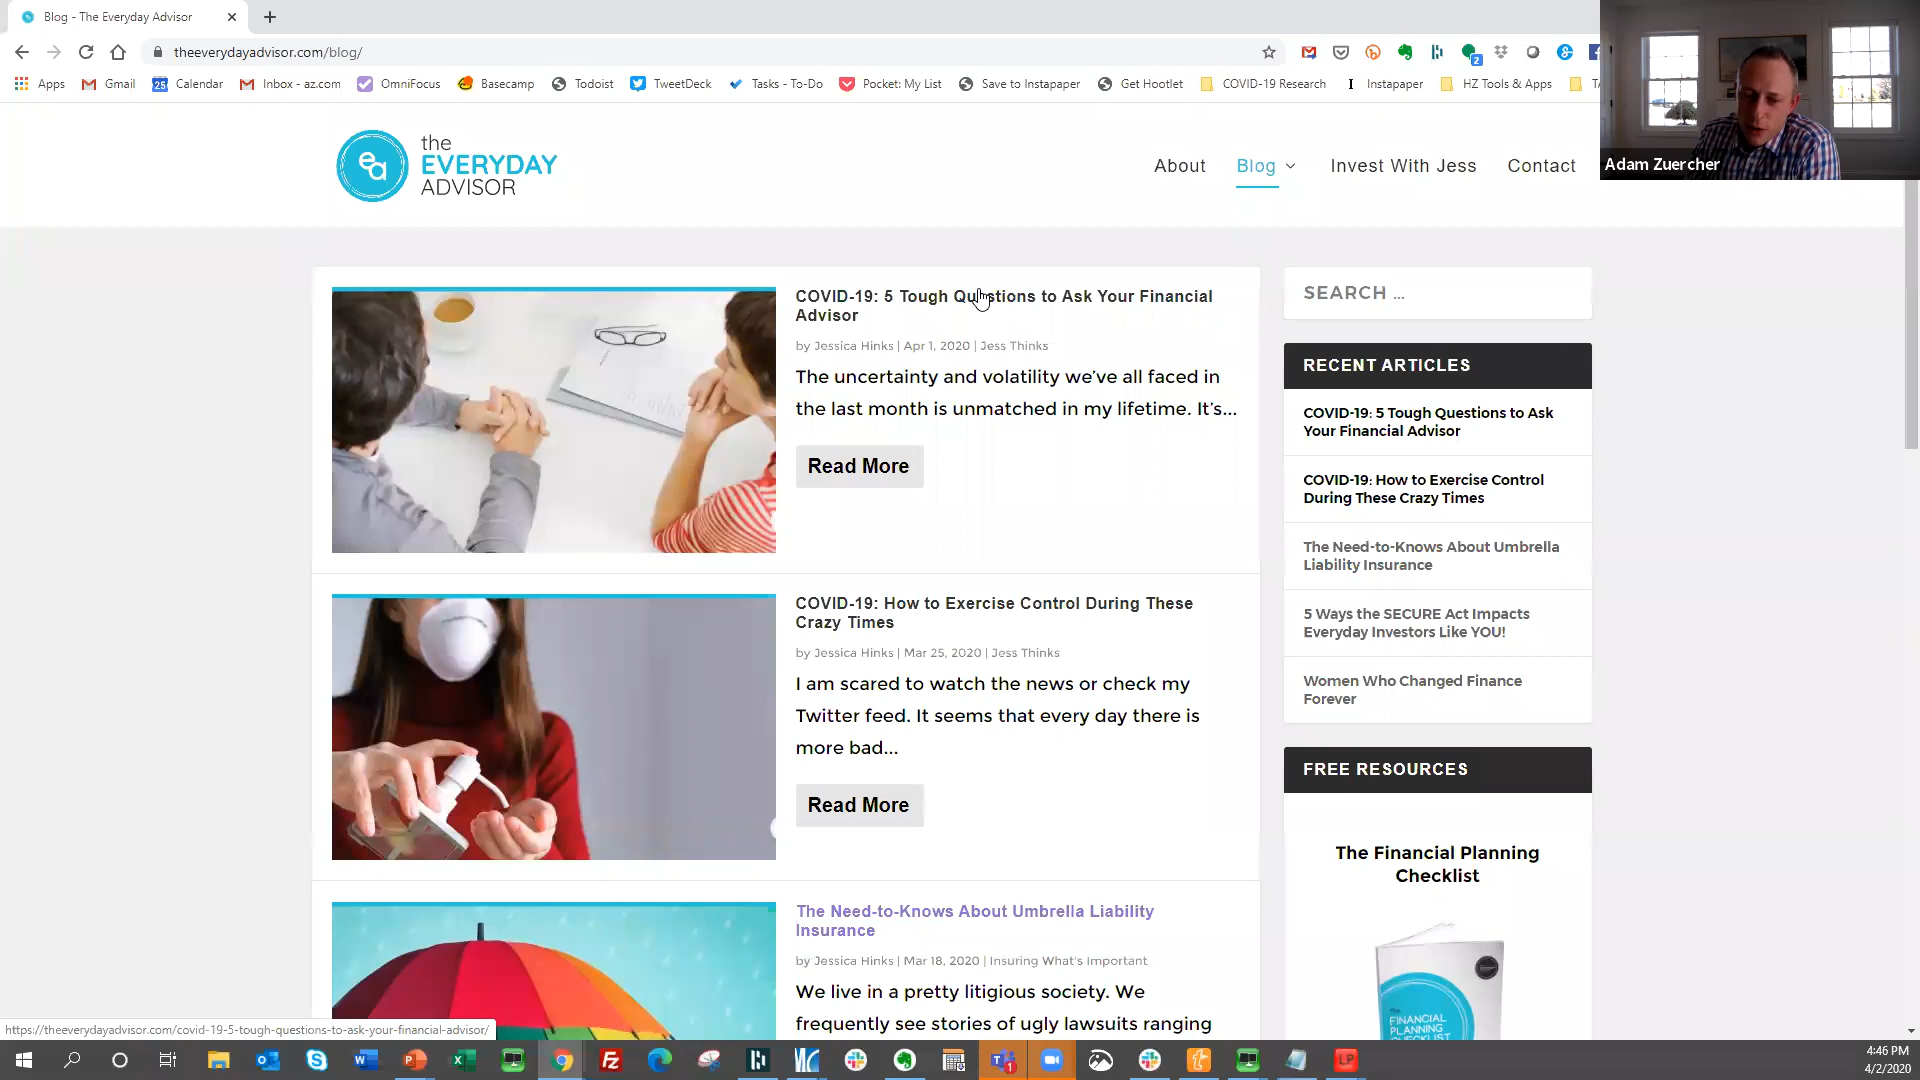 Blog - The Everyday Advisor
theeverydayadvisor.com/blog/
2
Apps
Gmail
25
Calendar
Inbox - az.com
OmniFocus
Basecamp
Todoist
TweetDeck
Tasks - To-Do
Pocket: My List
Save to Instapaper
Get Hootlet
COVID-19 Research
I
Instapaper
HZ Tools & Apps
Adam Zuercher
ea
the
EVERYDAY
ADVISOR
About
Blog
Invest With Jess
Contact
COVID-19: 5 Tough Questions to Ask Your Financial
Advisor
by Jessica Hinks | Apr 1, 2020 | Jess Thinks
The uncertainty and volatility we've all faced in
the last month is unmatched in my lifetime. It's...
Read More
COVID-19: How to Exercise Control During These
Crazy Times
by Jessica Hinks | Mar 25, 2020 | Jess Thinks
I am scared to watch the news or check my
Twitter feed. It seems that every day there is
more bad...
Read More
The Need-to-Knows About Umbrella Liability
Insurance
by Jessica Hinks | Mar 18, 2020 | Insuring What's Important
We live in a pretty litigious society. We
frequently see stories of ugly lawsuits ranging
SEARCH ...
RECENT ARTICLES
COVID-19: 5 Tough Questions to Ask
Your Financial Advisor
COVID-19: How to Exercise Control
During These Crazy Times
The Need-to-Knows About Umbrella
Liability Insurance
5 Ways the SECURE Act Impacts
Everyday Investors Like YOU!
Women Who Changed Finance
Forever
FREE RESOURCES
The Financial Planning
Checklist
FINANCIAL
PLANNING
CHECKLIST
https://theeverydayadvisor.com/covid-19-5-tough-questions-to-ask-your-financial-advisor/
4:46 PM
4/2/2020